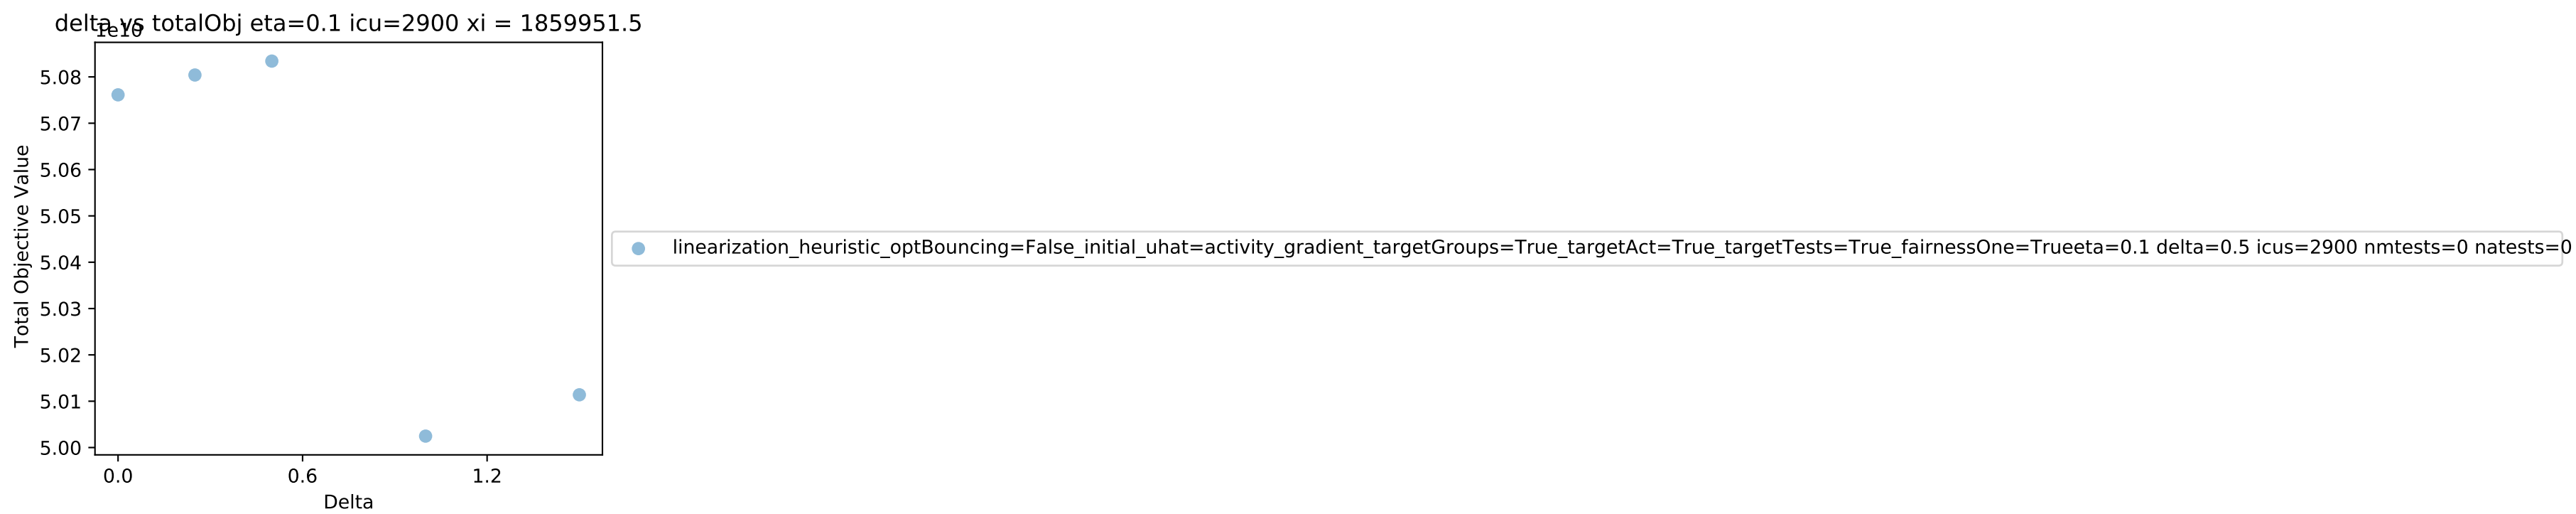 delta vs totalObj eta=0.1 icu=2900 xi = 1859951.5
1e10
5.08
5.07
5.06
5.05
5.04
5.03
5.02
5.01
5.00
Total Objective Value
0.0 0.6 1.2
Delta
linearization_heuristic_optBouncing=False_initial_uhat=activity_gradient_targetGroups=True_targetAct=True_targetTests=True_fairnessOne=Trueeta=0.1 delta=0.5 icus=2900 nmtests=0 natests=0